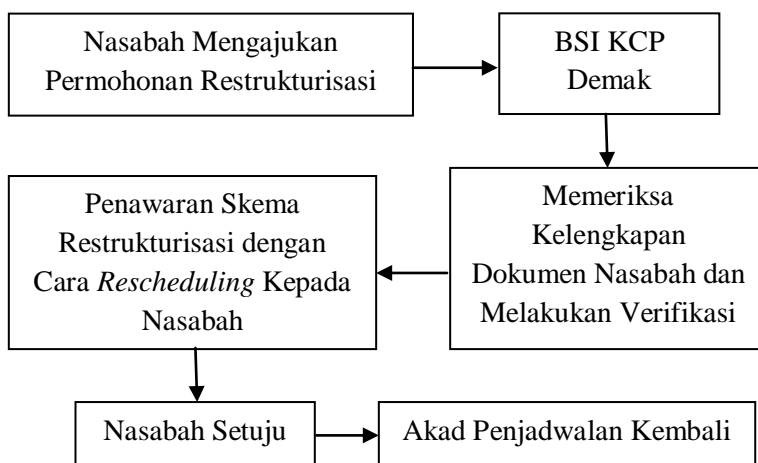 Nasabah Mengajukan
Permohonan Restrukturisasi
BSI KCP
Demak
Memeriksa
Kelengkapan
Dokumen Nasabah dan
Melakukan Verifikasi
Penawaran Skema
Restrukturisasi dengan
Cara Rescheduling Kepada
Nasabah
Nasabah Setuju
Akad Penjadwalan Kembali